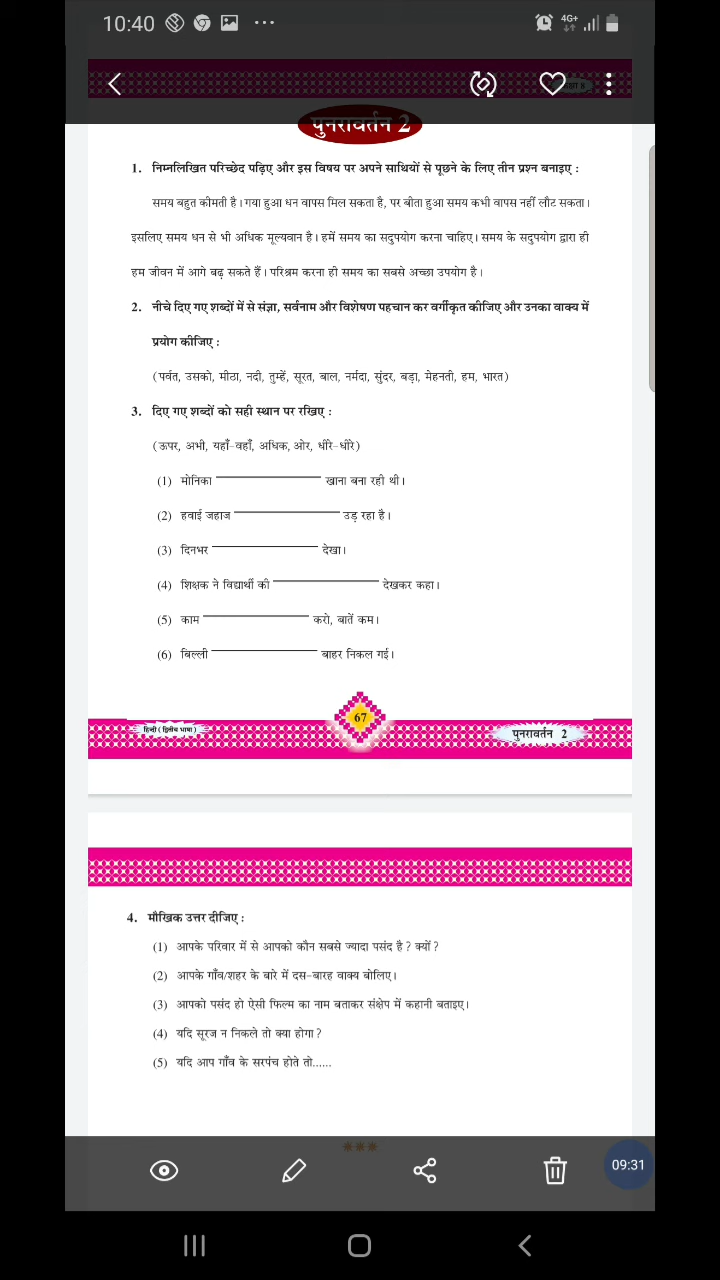 10:40
4G+
कक्षा 8
पुनरावर्तन 2
1. निम्नलिखित परिच्छेद पढ़िए और इस विषय पर अपने साथियों से पूछने के लिए तीन प्रश्न बनाइए :
समय बहुत कीमती है। गया हुआ धन वापस मिल सकता है, पर बीता हुआ समय कभी वापस नहीं लौट सकता।
इसलिए समय धन से भी अधिक मूल्यवान है। हमें समय का सदुपयोग करना चाहिए। समय के सदुपयोग द्वारा ही
हम जीवन में आगे बढ़ सकते हैं। परिश्रम करना ही समय का सबसे अच्छा उपयोग है।
2. नीचे दिए गए शब्दों में से संज्ञा, सर्वनाम और विशेषण पहचान कर वर्गीकृत कीजिए और उनका वाक्य में
प्रयोग कीजिए :
(पर्वत, उसको, मीठा, नदी, तुम्हें, सूरत, बाल, नर्मदा, सुंदर, बड़ा, मेहनती, हम, भारत)
3. दिए गए शब्दों को सही स्थान पर रखिए :
(ऊपर, अभी, यहाँ-वहाँ, अधिक, ओर, धीरे-धीरे)
(1) मोनिका ____________ खाना बना रही थी।
(2) हवाई जहाज ____________ उड़ रहा है।
(3) दिनभर ____________ देखा।
(4) शिक्षक ने विद्यार्थी की ____________ देखकर कहा।
(5) काम ____________ करो, बातें कम।
(6) बिल्ली ____________ बाहर निकल गई।
हिन्दी ( द्वितीय भाषा )
67
पुनरावर्तन 2
4. मौखिक उत्तर दीजिए :
(1) आपके परिवार में से आपको कौन सबसे ज्यादा पसंद है ? क्यों ?
(2) आपके गाँव/शहर के बारे में दस-बारह वाक्य बोलिए।
(3) आपको पसंद हो ऐसी फिल्म का नाम बताकर संक्षेप में कहानी बताइए।
(4) यदि सूरज न निकले तो क्या होगा ?
(5) यदि आप गाँव के सरपंच होते तो......
09:31